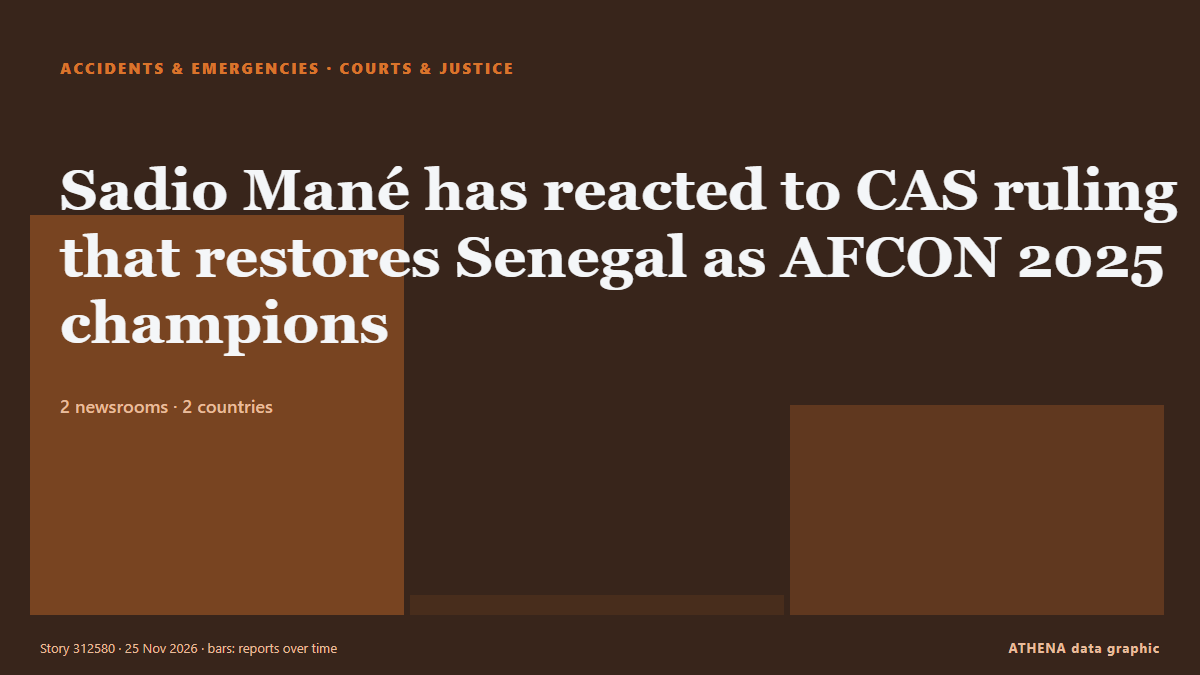 ACCIDENTS & EMERGENCIES · COURTS & JUSTICE
Sadio Mané has reacted to CAS ruling
that restores Senegal as AFCON 2025
champions
2 newsrooms · 2 countries
Story 312580 · 25 Nov 2026 · bars: reports over time
ATHENA data graphic